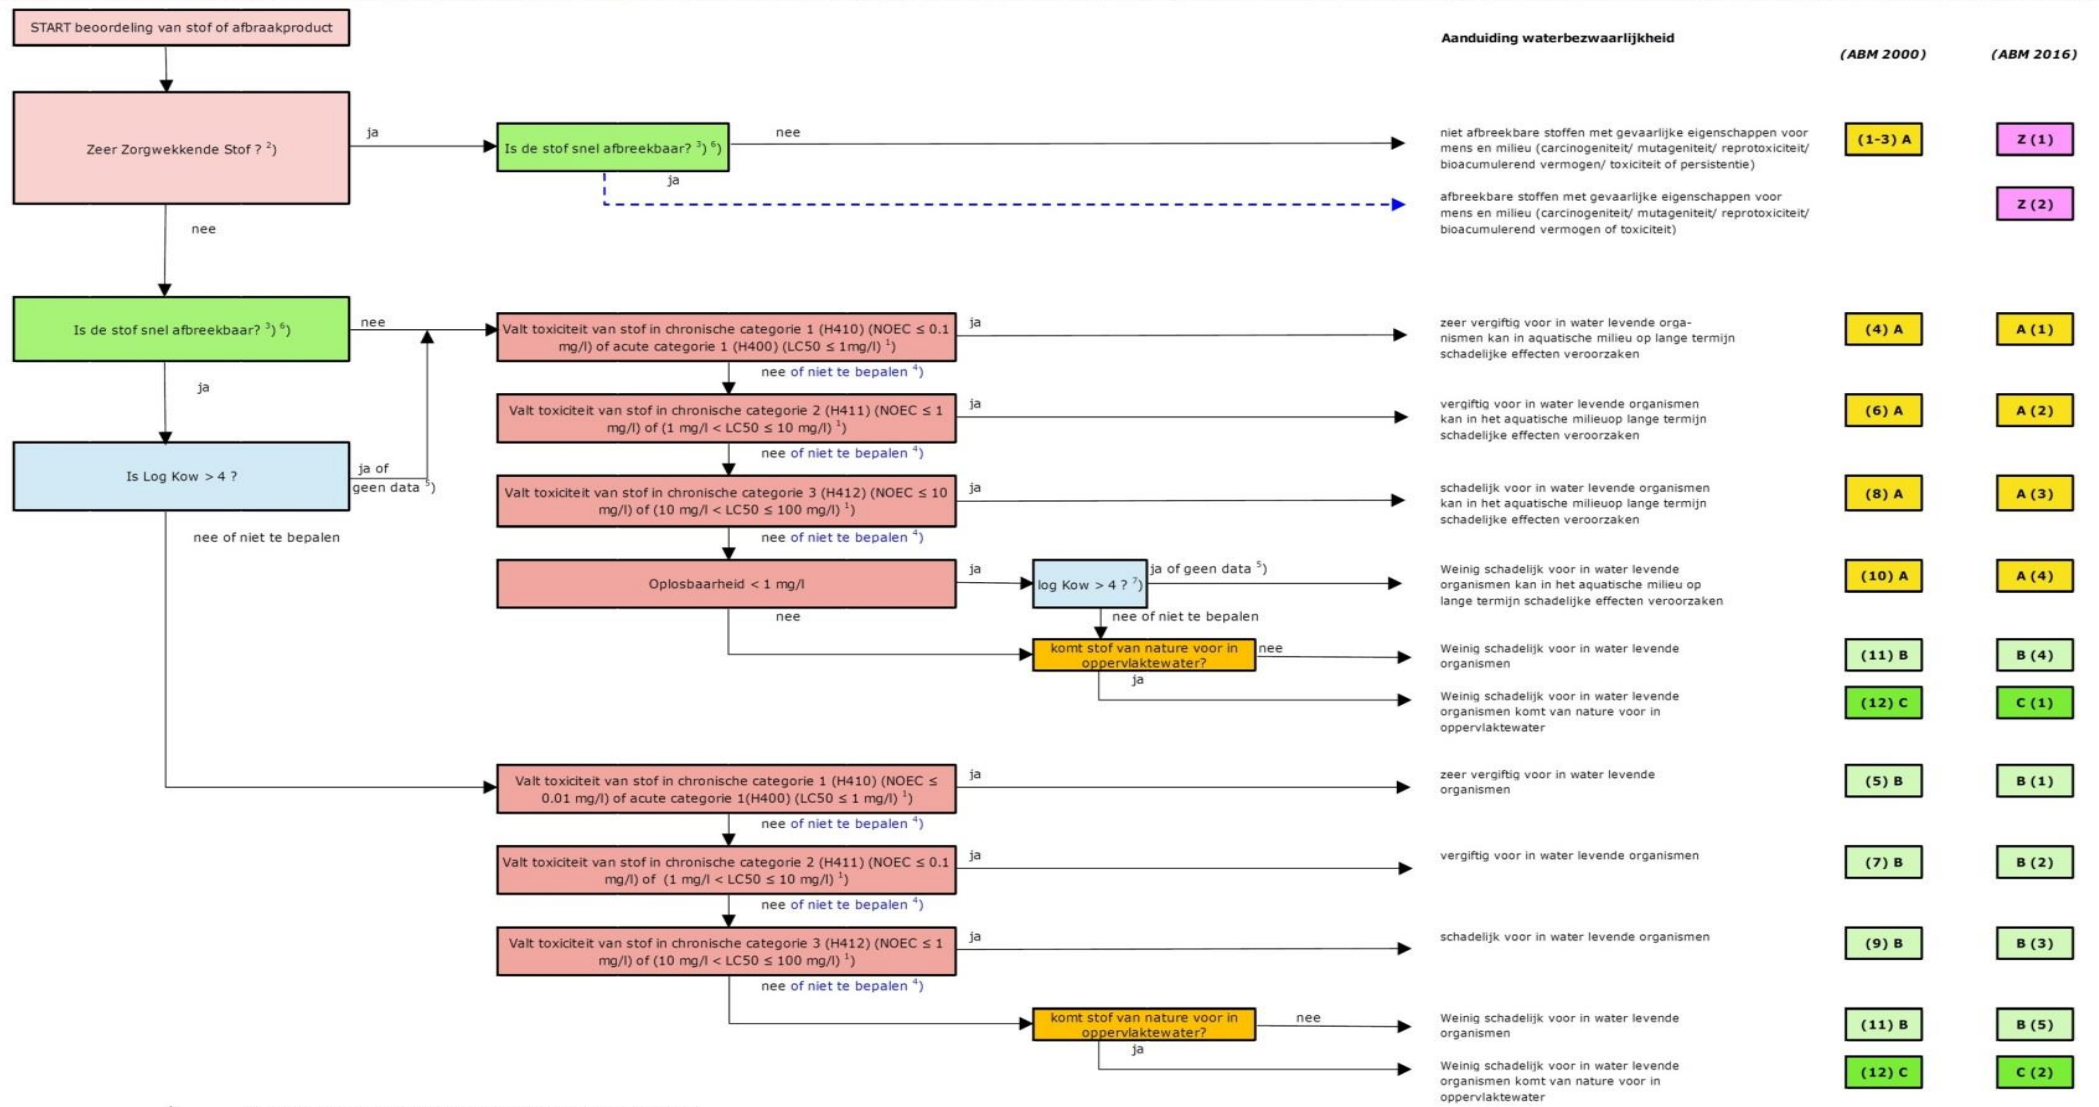 START beoordeling van stof of afbraakproduct
Aanduiding waterbezwaarlijkheid
(ABM 2000)
(ABM 2016)
Zeer Zorgwekkende Stof ? ²)
ja
Is de stof snel afbreekbaar? ³) ⁶)
nee
niet afbreekbare stoffen met gevaarlijke eigenschappen voor
mens en milieu (carcinogeniteit/ mutageniteit/ reprotoxiciteit/
bioacumulerend vermogen/ toxiciteit of persistentie)
(1-3) A
Z (1)
ja
afbreekbare stoffen met gevaarlijke eigenschappen voor
mens en milieu (carcinogeniteit/ mutageniteit/ reprotoxiciteit/
bioacumulerend vermogen of toxiciteit)
Z (2)
nee
Is de stof snel afbreekbaar? ³) ⁶)
nee
Valt toxiciteit van stof in chronische categorie 1 (H410) (NOEC ≤ 0.1
mg/l) of acute categorie 1 (H400) (LC50 ≤ 1mg/l) ¹)
ja
zeer vergiftig voor in water levende orga-
nismen kan in aquatische milieu op lange termijn
schadelijke effecten veroorzaken
(4) A
A (1)
nee of niet te bepalen ⁴)
ja
Valt toxiciteit van stof in chronische categorie 2 (H411) (NOEC ≤ 1
mg/l) of (1 mg/l < LC50 ≤ 10 mg/l) ¹)
ja
vergiftig voor in water levende organismen
kan in het aquatische milieuop lange termijn
schadelijke effecten veroorzaken
(6) A
A (2)
nee of niet te bepalen ⁴)
Is Log Kow > 4 ?
ja of
geen data ⁵)
Valt toxiciteit van stof in chronische categorie 3 (H412) (NOEC ≤ 10
mg/l) of (10 mg/l < LC50 ≤ 100 mg/l) ¹)
ja
schadelijk voor in water levende organismen
kan in het aquatische milieuop lange termijn
schadelijke effecten veroorzaken
(8) A
A (3)
nee of niet te bepalen
nee of niet te bepalen ⁴)
Oplosbaarheid < 1 mg/l
ja
log Kow > 4 ? ⁷)
ja of geen data ⁵)
Weinig schadelijk voor in water levende
organismen kan in het aquatische milieu op
lange termijn schadelijke effecten veroorzaken
(10) A
A (4)
nee
nee of niet te bepalen
komt stof van nature voor in
oppervlaktewater?
nee
Weinig schadelijk voor in water levende
organismen
(11) B
B (4)
ja
Weinig schadelijk voor in water levende
organismen komt van nature voor in
oppervlaktewater
(12) C
C (1)
Valt toxiciteit van stof in chronische categorie 1 (H410) (NOEC ≤
0.01 mg/l) of acute categorie 1(H400) (LC50 ≤ 1 mg/l) ¹)
ja
zeer vergiftig voor in water levende
organismen
(5) B
B (1)
nee of niet te bepalen ⁴)
Valt toxiciteit van stof in chronische categorie 2 (H411) (NOEC ≤ 0.1
mg/l) of (1 mg/l < LC50 ≤ 10 mg/l) ¹)
ja
vergiftig voor in water levende organismen
(7) B
B (2)
nee of niet te bepalen ⁴)
Valt toxiciteit van stof in chronische categorie 3 (H412) (NOEC ≤ 1
mg/l) of (10 mg/l < LC50 ≤ 100 mg/l) ¹)
ja
schadelijk voor in water levende organismen
(9) B
B (3)
nee of niet te bepalen ⁴)
komt stof van nature voor in
oppervlaktewater?
nee
Weinig schadelijk voor in water levende
organismen
(11) B
B (5)
ja
Weinig schadelijk voor in water levende
organismen komt van nature voor in
oppervlaktewater
(12) C
C (2)